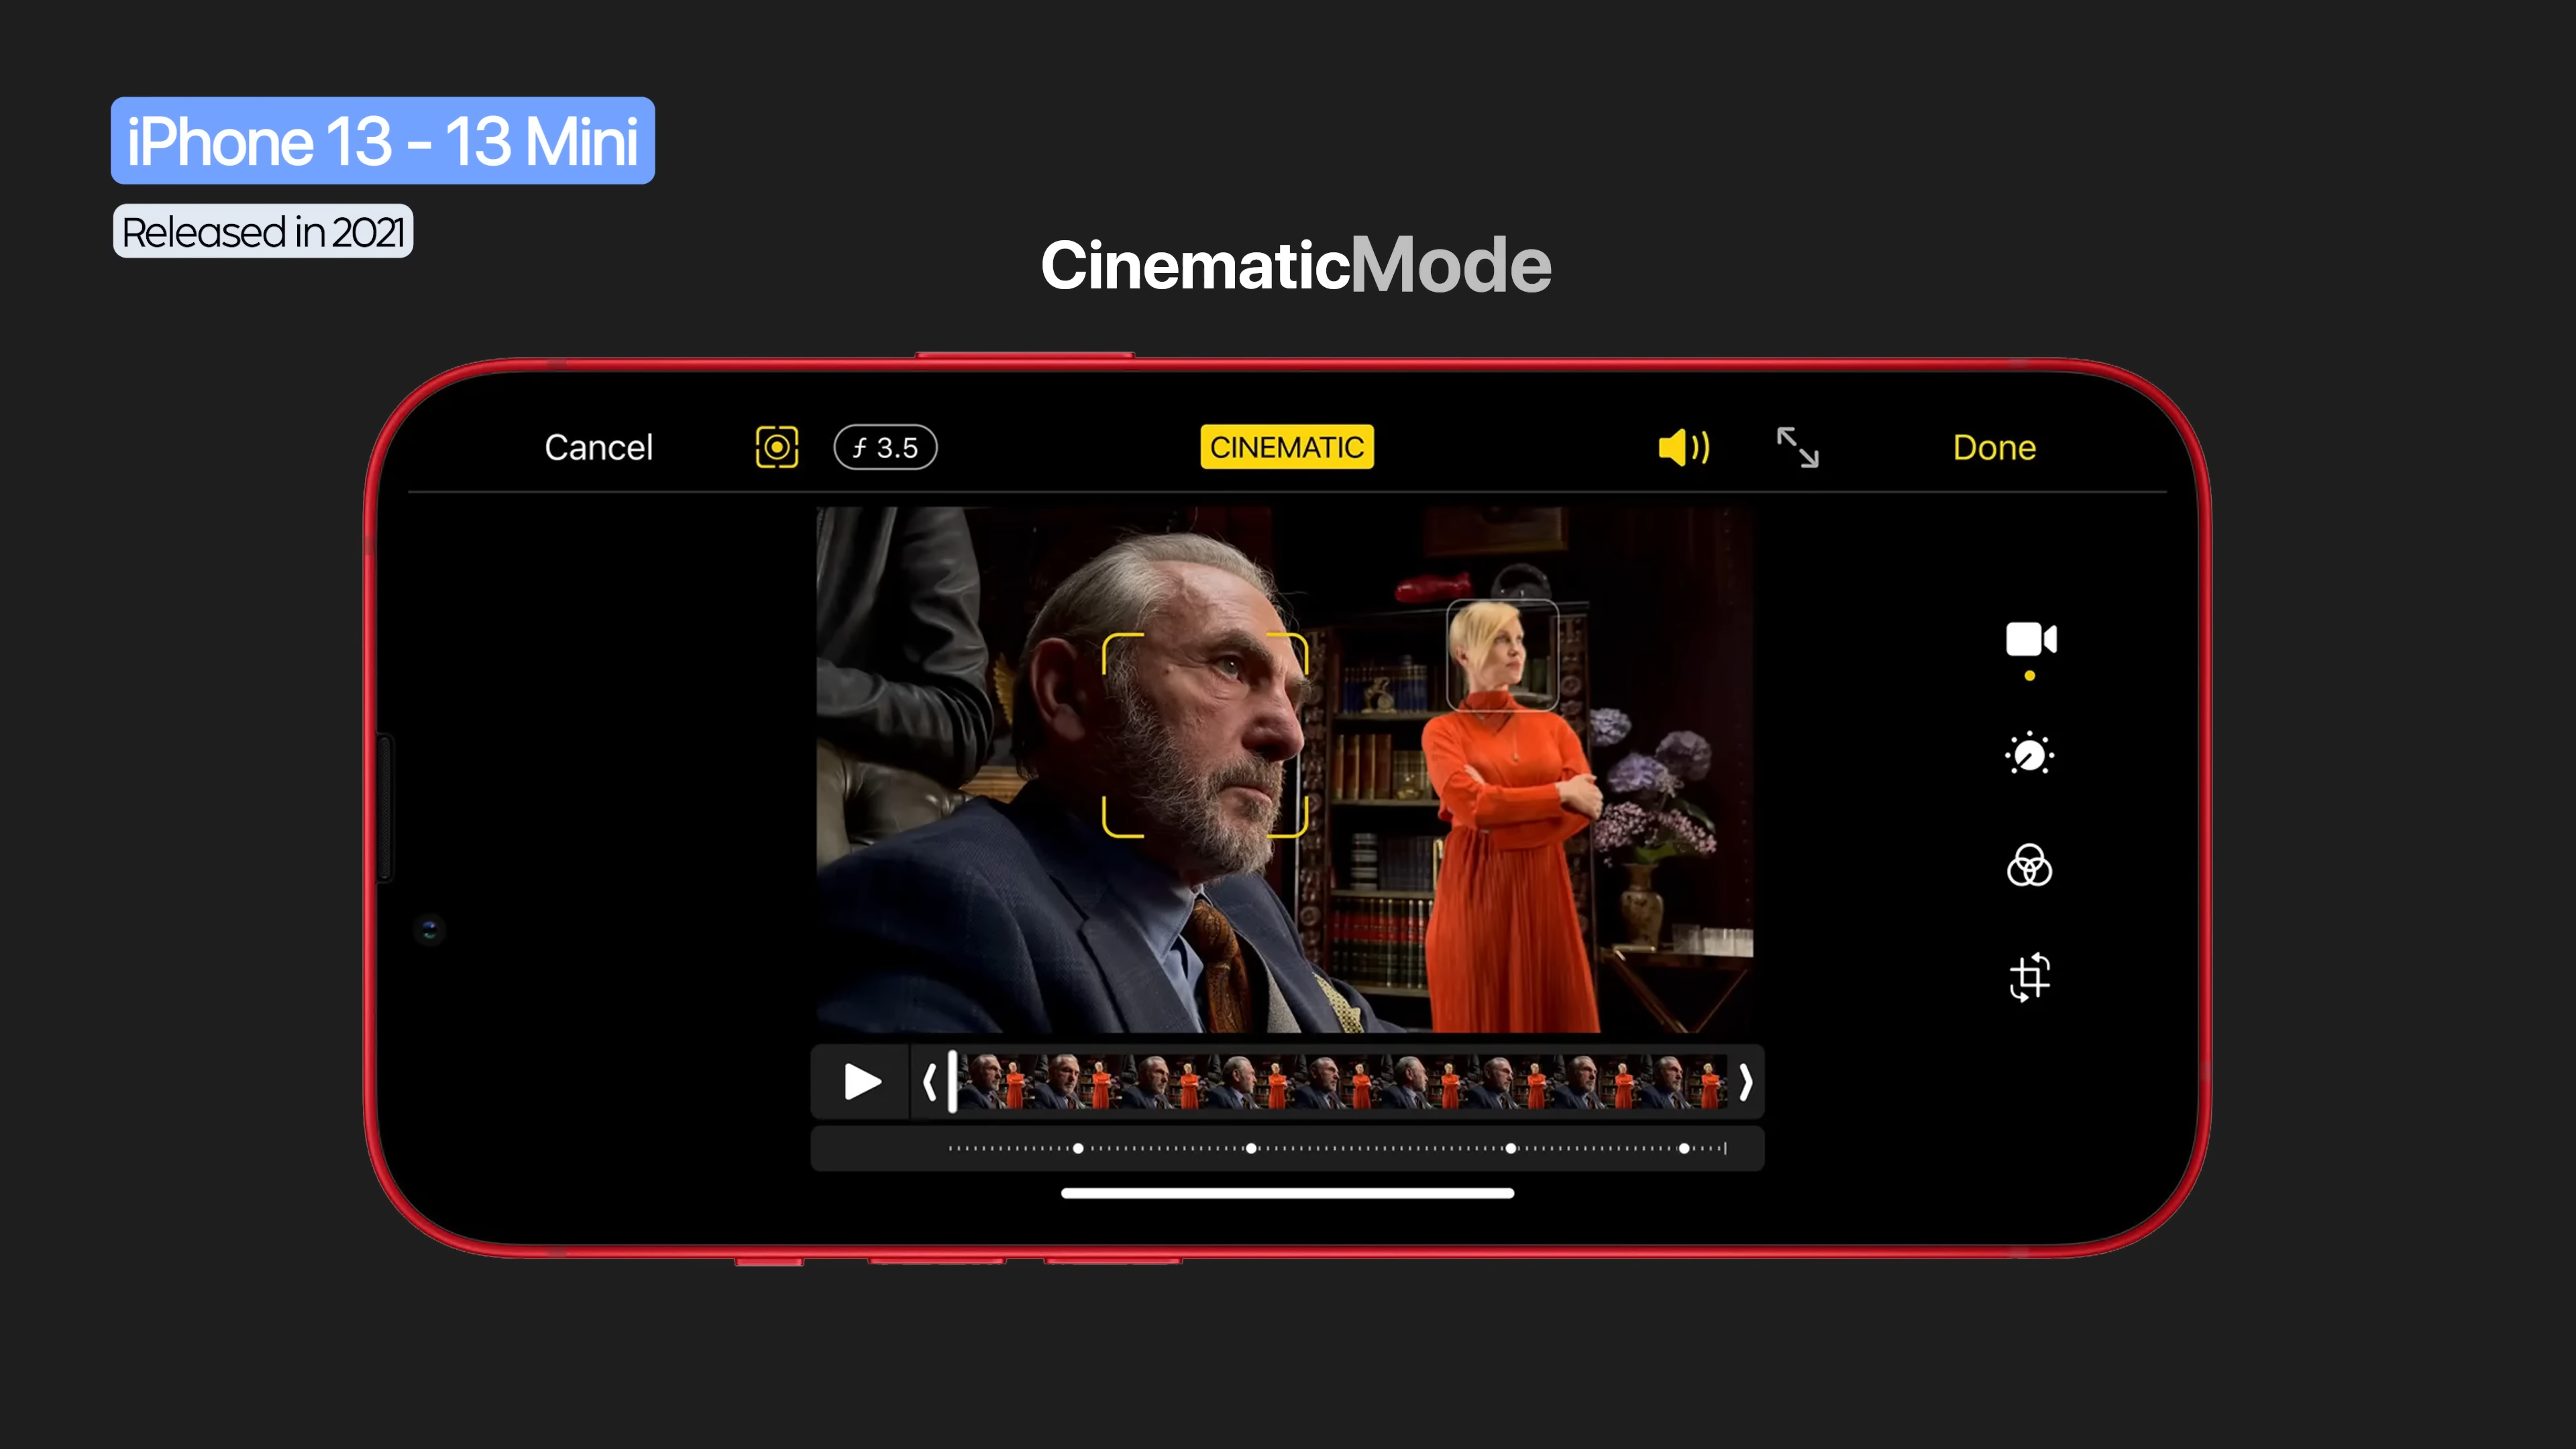 iPhone 13 - 13 Mini
Released in 2021
CinematicMode
Cancel
ƒ 3.5
CINEMATIC
Done